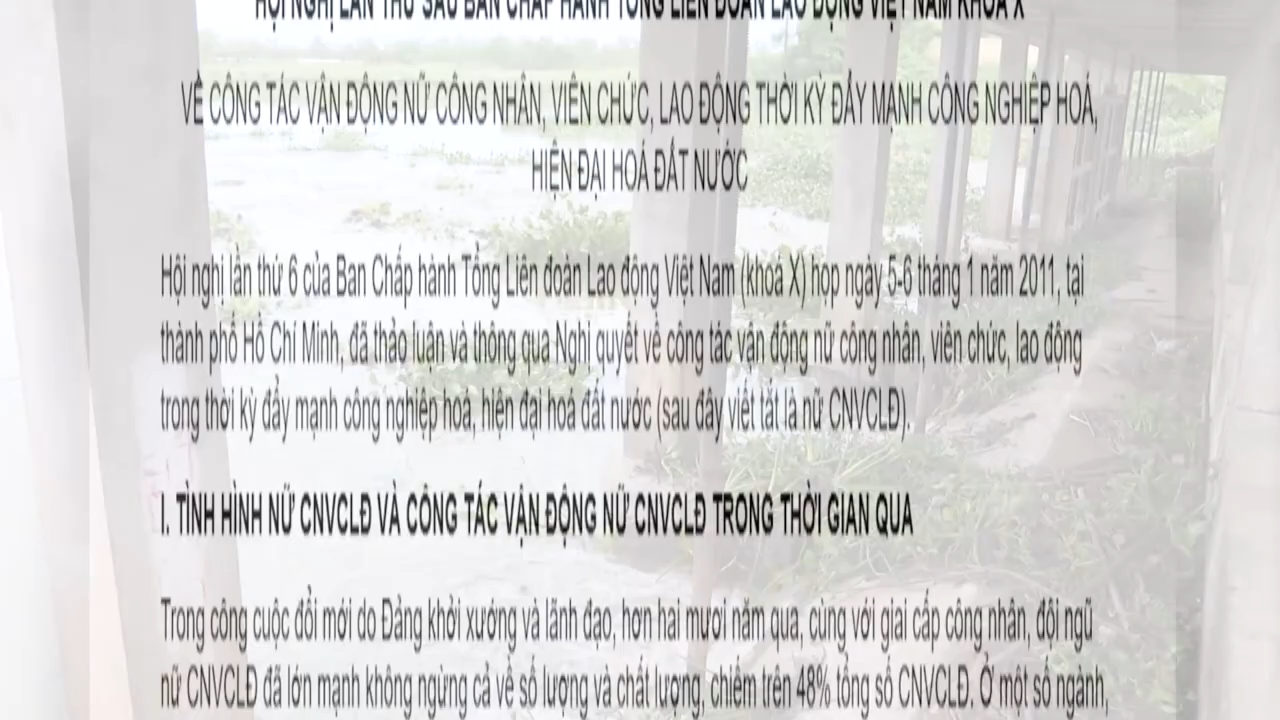 HỘI NGHỊ LẦN THỨ SÁU BAN CHẤP HÀNH TỔNG LIÊN ĐOÀN LAO ĐỘNG VIỆT NAM KHOÁ X
VỀ CÔNG TÁC VẬN ĐỘNG NỮ CÔNG NHÂN, VIÊN CHỨC, LAO ĐỘNG THỜI KỲ ĐẨY MẠNH CÔNG NGHIỆP HOÁ,
HIỆN ĐẠI HOÁ ĐẤT NƯỚC
Hội nghị lần thứ 6 của Ban Chấp hành Tổng Liên đoàn Lao động Việt Nam (khoá X) họp ngày 5-6 tháng 1 năm 2011, tại
thành phố Hồ Chí Minh, đã thảo luận và thông qua Nghị quyết về công tác vận động nữ công nhân, viên chức, lao động
trong thời kỳ đẩy mạnh công nghiệp hoá, hiện đại hoá đất nước (sau đây viết tắt là nữ CNVCLĐ).
I. TÌNH HÌNH NỮ CNVCLĐ VÀ CÔNG TÁC VẬN ĐỘNG NỮ CNVCLĐ TRONG THỜI GIAN QUA
Trong công cuộc đổi mới do Đảng khởi xướng và lãnh đạo, hơn hai mươi năm qua, cùng với giai cấp công nhân, đội ngũ
nữ CNVCLĐ đã lớn mạnh không ngừng cả về số lượng và chất lượng, chiếm trên 48% tổng số CNVCLĐ. Ở một số ngành,